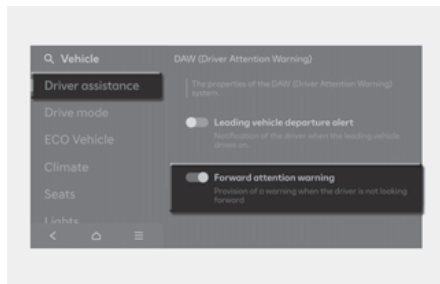 Vehicle
Driver assistance
Drive mode
ECO Vehicle
Climate
Seats
Lights
DAW (Driver Attention Warning)
The properties of the DAW (Driver Attention Warning)
system.
Leading vehicle departure alert
Notification of the driver when the leading vehicle
drives on
Forward attention warning
Provision of a warning when the driver is not looking
forward